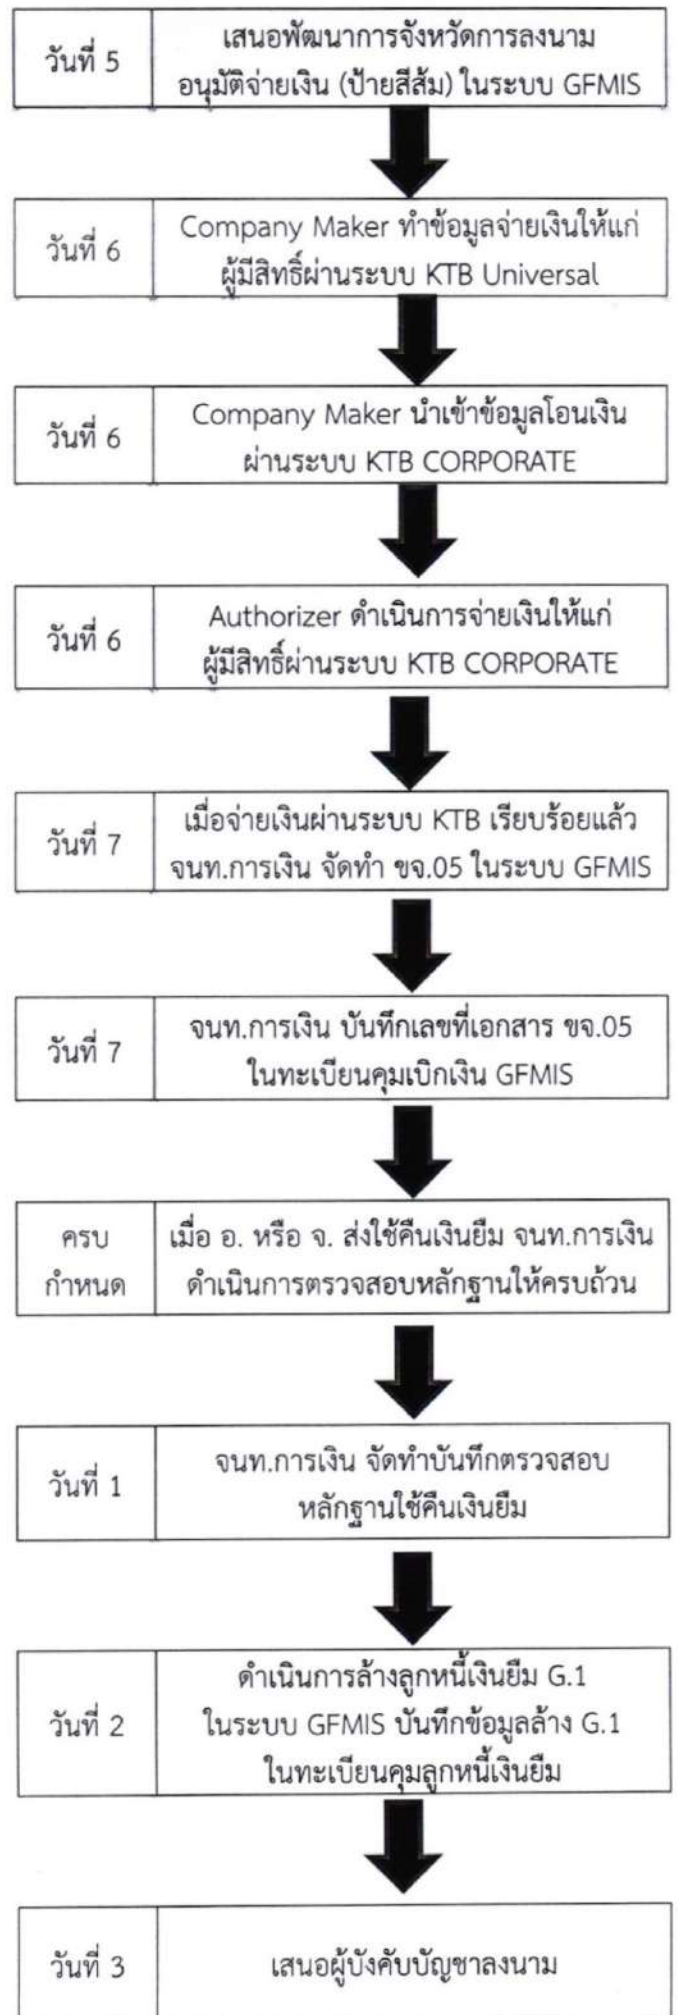 วันที่ 5
เสนอพัฒนาการจังหวัดการลงนาม
อนุมัติจ่ายเงิน (ป้ายสีส้ม) ในระบบ GFMIS
วันที่ 6
Company Maker ทำข้อมูลจ่ายเงินให้แก่
ผู้มีสิทธิ์ผ่านระบบ KTB Universal
วันที่ 6
Company Maker นำเข้าข้อมูลโอนเงิน
ผ่านระบบ KTB CORPORATE
วันที่ 6
Authorizer ดำเนินการจ่ายเงินให้แก่
ผู้มีสิทธิ์ผ่านระบบ KTB CORPORATE
วันที่ 7
เมื่อจ่ายเงินผ่านระบบ KTB เรียบร้อยแล้ว
จนท.การเงิน จัดทำ ขจ.05 ในระบบ GFMIS
วันที่ 7
จนท.การเงิน บันทึกเลขที่เอกสาร ขจ.05
ในทะเบียนคุมเบิกเงิน GFMIS
ครบ
กำหนด
เมื่อ อ. หรือ จ. ส่งใช้คืนเงินยืม จนท.การเงิน
ดำเนินการตรวจสอบหลักฐานให้ครบถ้วน
วันที่ 1
จนท.การเงิน จัดทำบันทึกตรวจสอบ
หลักฐานใช้คืนเงินยืม
วันที่ 2
ดำเนินการล้างลูกหนี้เงินยืม G.1
ในระบบ GFMIS บันทึกข้อมูลล้าง G.1
ในทะเบียนคุมลูกหนี้เงินยืม
วันที่ 3
เสนอผู้บังคับบัญชาลงนาม